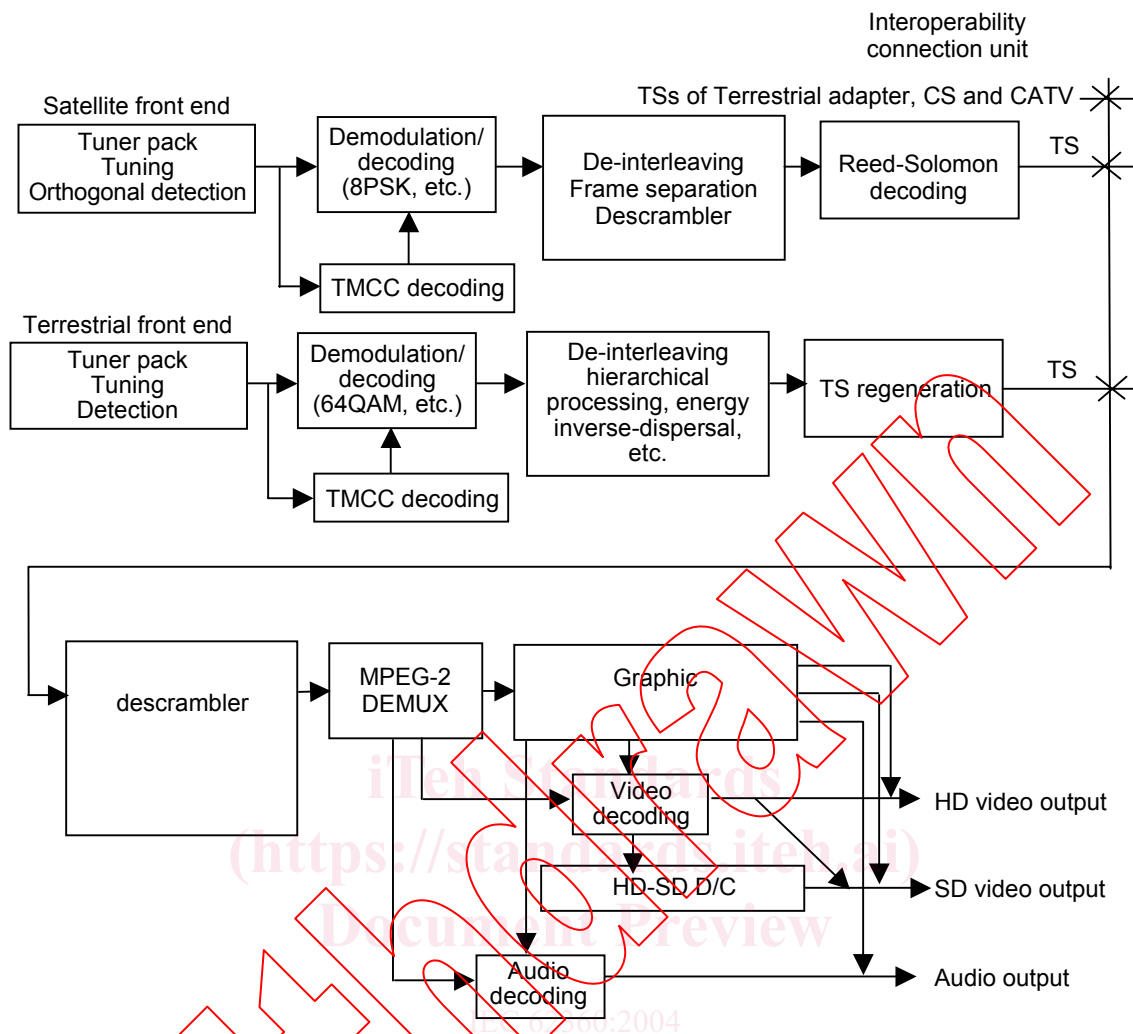 Interoperability
connection unit
TSs of Terrestrial adapter, CS and CATV
Satellite front end
Tuner pack
Tuning
Orthogonal detection
Demodulation/
decoding
(8PSK, etc.)
De-interleaving
Frame separation
Descrambler
Reed-Solomon
decoding
TS
TMCC decoding
Terrestrial front end
Tuner pack
Tuning
Detection
Demodulation/
decoding
(64QAM, etc.)
De-interleaving
hierarchical
processing, energy
inverse-dispersal,
etc.
TS regeneration
TS
TMCC decoding
descrambler
MPEG-2
DEMUX
Graphic
Video
decoding
HD video output
HD-SD D/C
SD video output
Audio
decoding
Audio output
iTeh Standards
(https://standards.iteh.ai)
Document Preview
IEC 62360:2004